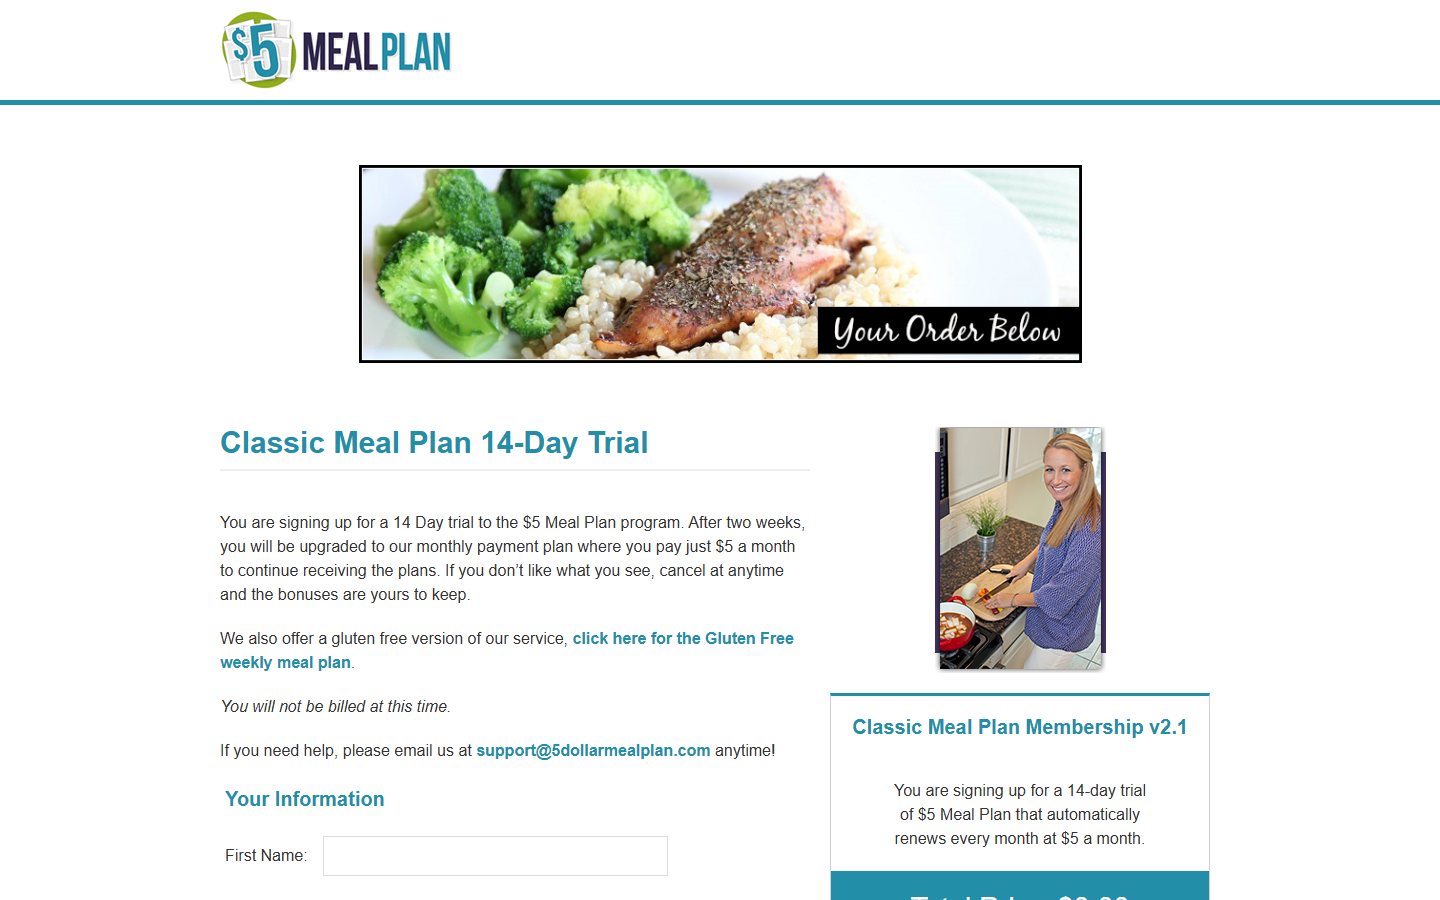 $5 MEAL PLAN
Your Order Below
Classic Meal Plan 14-Day Trial
You are signing up for a 14 Day trial to the $5 Meal Plan program. After two weeks,
you will be upgraded to our monthly payment plan where you pay just $5 a month
to continue receiving the plans. If you don’t like what you see, cancel at anytime
and the bonuses are yours to keep.
We also offer a gluten free version of our service, click here for the Gluten Free
weekly meal plan.
You will not be billed at this time.
If you need help, please email us at support@5dollarmealplan.com anytime!
Your Information
First Name:
Classic Meal Plan Membership v2.1
You are signing up for a 14-day trial
of $5 Meal Plan that automatically
renews every month at $5 a month.